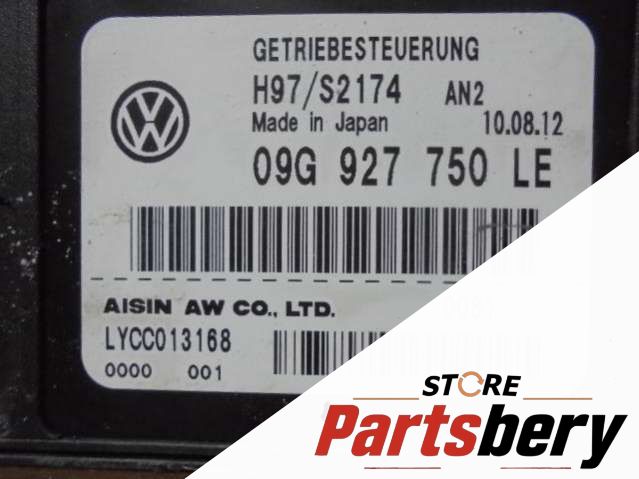 GETRIEBESTEUERUNG
H97/S2174 AN2
Made in Japan 10.08.12
09G 927 750 LE
AISIN AW CO., LTD.
LYCC013168
0000 001
STORE
Partsbery